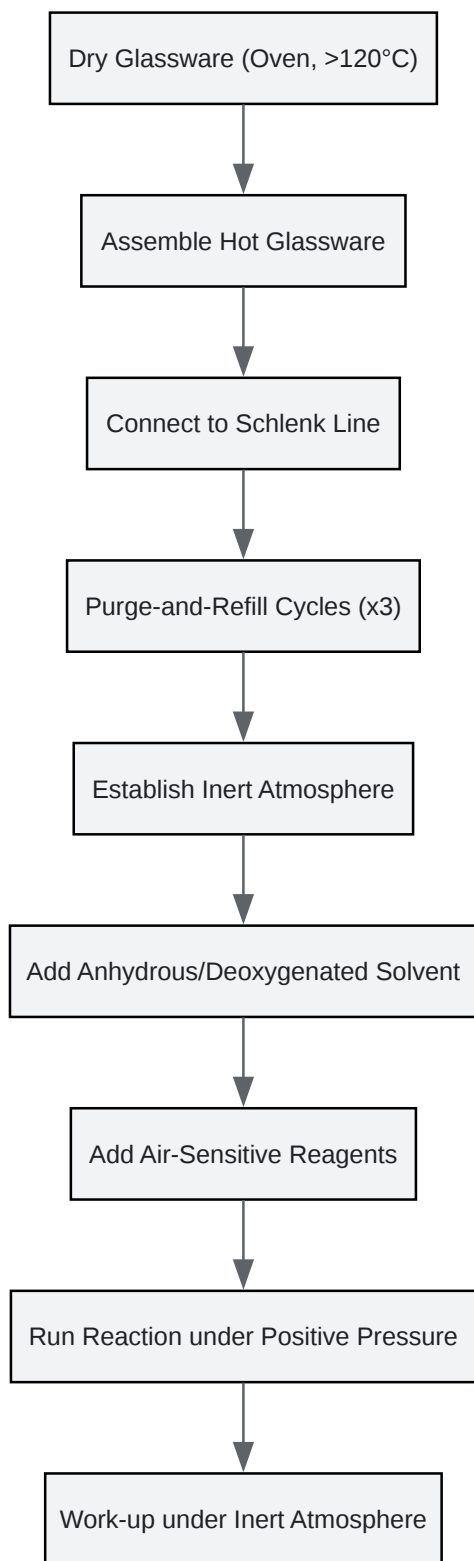 Dry Glassware (Oven, >120°C)
Assemble Hot Glassware
Connect to Schlenk Line
Purge-and-Refill Cycles (x3)
Establish Inert Atmosphere
Add Anhydrous/Deoxygenated Solvent
Add Air-Sensitive Reagents
Run Reaction under Positive Pressure
Work-up under Inert Atmosphere